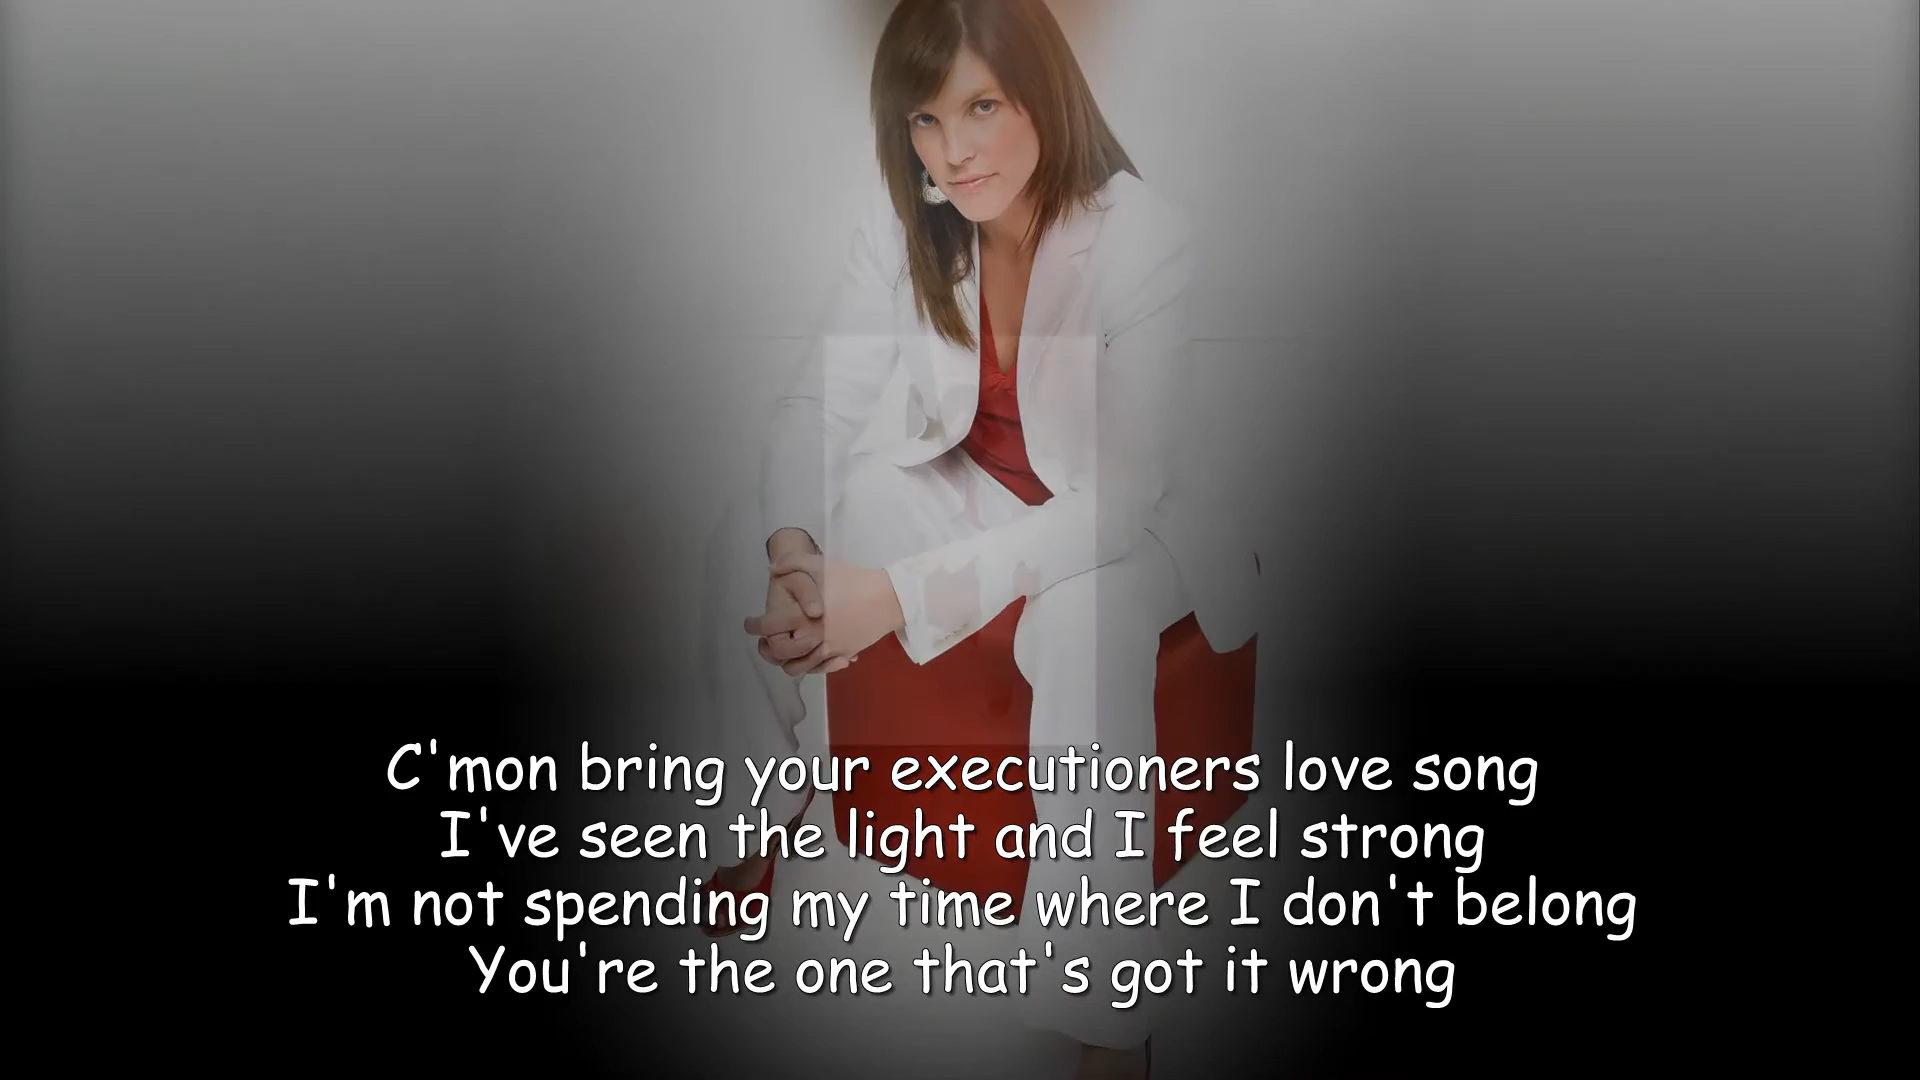 C'mon bring your executioners love song
I've seen the light and I feel strong
I'm not spending my time where I don't belong
You're the one that's got it wrong